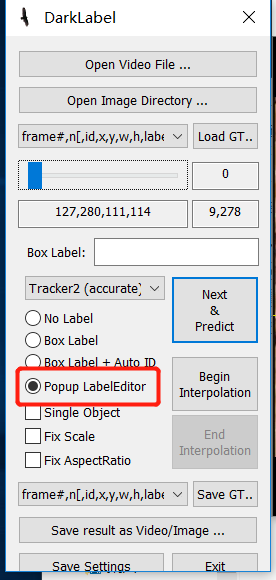 DarkLabel
Open Video File ...
Open Image Directory ...
frame#,n[,id,x,y,w,h,labe
Load GT..
0
127,280,111,114
9,278
Box Label:
Tracker2 (accurate)
Next
&
Predict
No Label
Box Label
Box Label + Auto ID
Popup LabelEditor
Begin
Interpolation
Single Object
Fix Scale
Fix AspectRatio
End
Interpolation
frame#,n[,id,x,y,w,h,labe
Save GT..
Save result as Video/Image ...
Save Settings
Exit